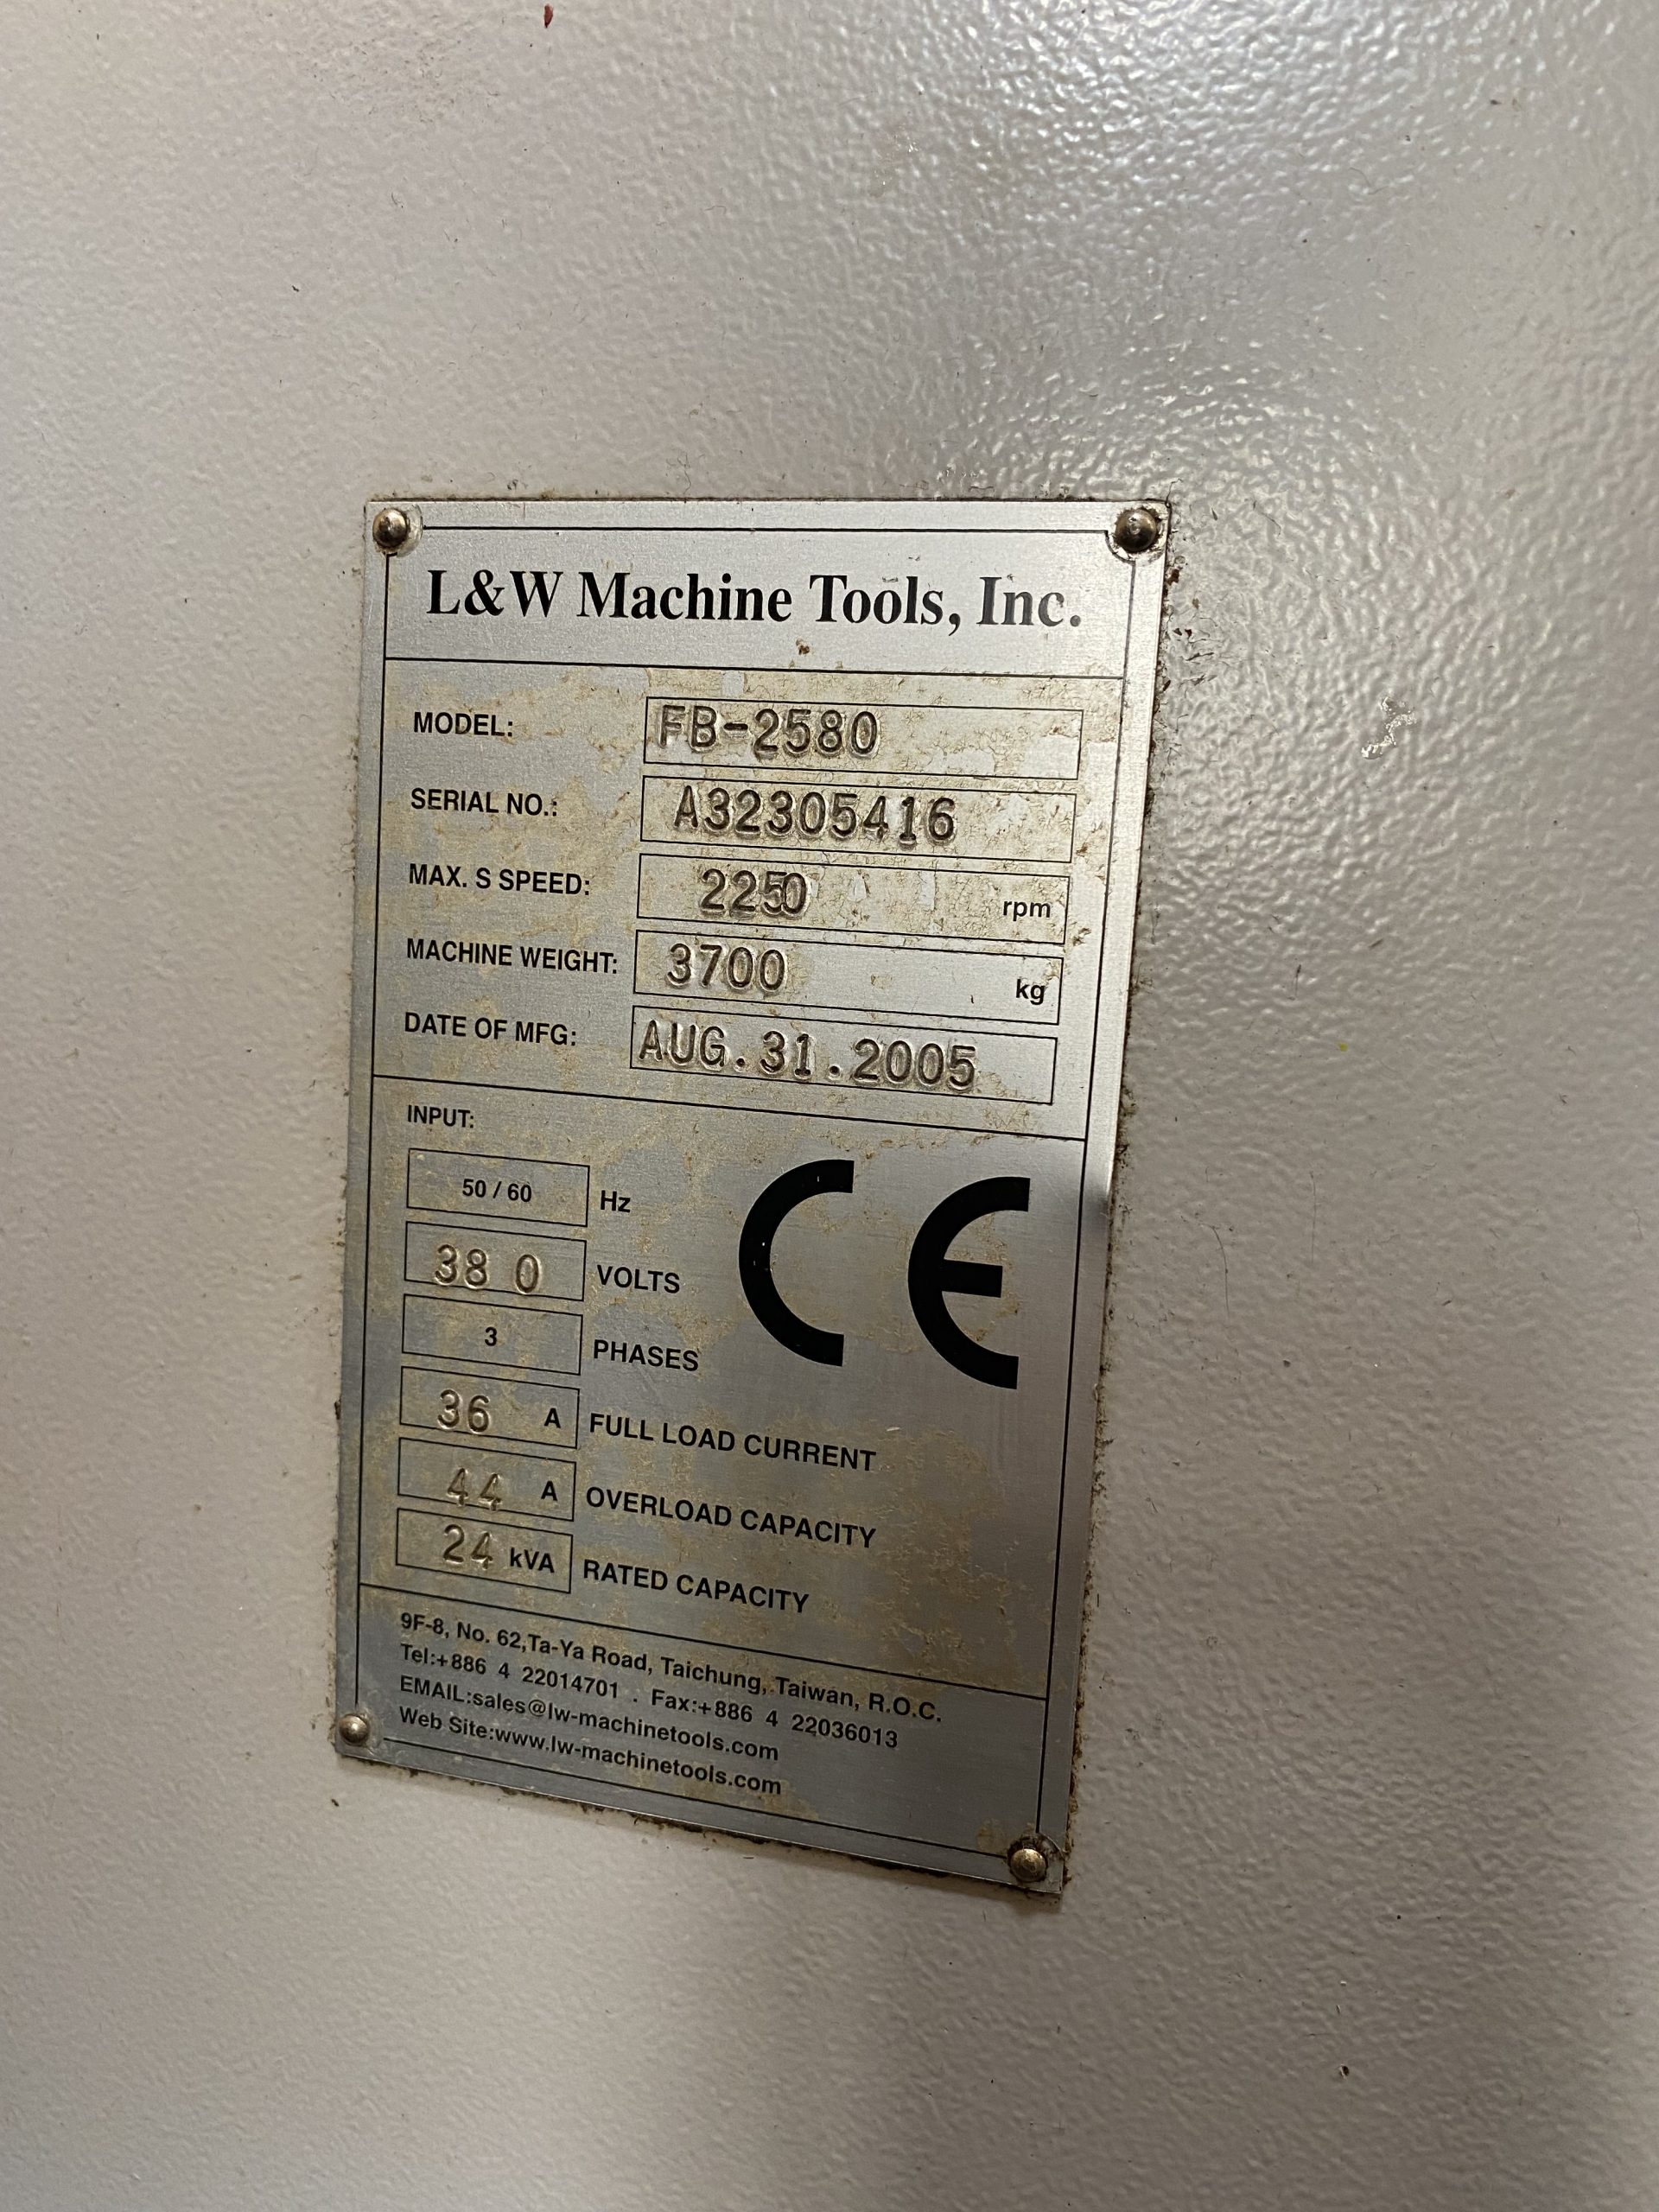 L&W Machine Tools, Inc.
MODEL: FB-2580
SERIAL NO.: A32305416
MAX. S SPEED: 2250 rpm
MACHINE WEIGHT: 3700 kg
DATE OF MFG: AUG.31.2005
INPUT:
50 / 60 Hz
38 0 VOLTS
3 PHASES
36 A FULL LOAD CURRENT
44 A OVERLOAD CAPACITY
24 kVA RATED CAPACITY
CE
9F-8, No. 62,Ta-Ya Road, Taichung, Taiwan, R.O.C.
Tel:+886 4 22014701 . Fax:+886 4 22036013
EMAIL:sales@lw-machinetools.com
Web Site:www.lw-machinetools.com